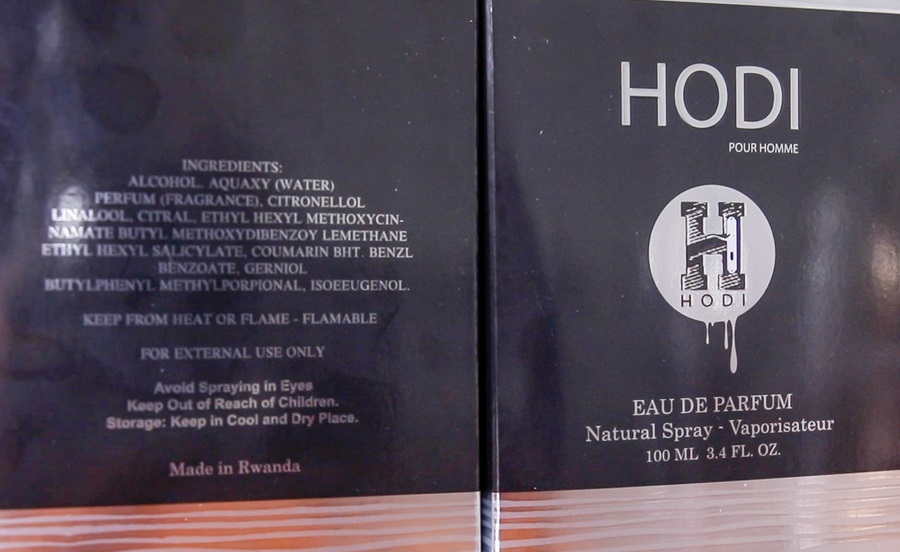 INGREDIENTS:
ALCOHOL. AQUAXY (WATER)
PERFUM (FRAGRANCE), CITRONELLOL
LINALOOL, CITRAL, ETHYL HEXYL METHOXYCIN-
NAMATE BUTYL METHOXYDIBENZOY LEMETHANE
ETHYL HEXYL SALICYLATE, COUMARIN BHT. BENZL
BENZOATE, GERNIOL
BUTYLPHENYL METHYLPORPIONAL, ISOEEUGENOL.
KEEP FROM HEAT OR FLAME - FLAMABLE
FOR EXTERNAL USE ONLY
Avoid Spraying in Eyes
Keep Out of Reach of Children.
Storage: Keep in Cool and Dry Place.
Made in Rwanda
HODI
POUR HOMME
H
HODI
EAU DE PARFUM
Natural Spray - Vaporisateur
100 ML 3.4 FL. OZ.